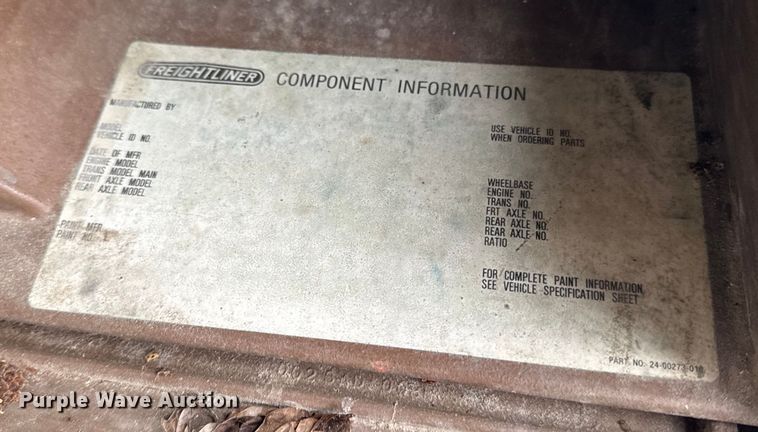 FREIGHTLINER COMPONENT INFORMATION
MANUFACTURED BY
MODEL
VEHICLE ID NO.
USE VEHICLE ID NO.
WHEN ORDERING PARTS
DATE OF MFR
ENGINE MODEL
TRANS MODEL MAIN
FRONT AXLE MODEL
REAR AXLE MODEL
WHEELBASE
ENGINE NO.
TRANS NO.
FRT AXLE NO.
REAR AXLE NO.
REAR AXLE NO.
RATIO
PAINT MFR
PAINT NO.
FOR COMPLETE PAINT INFORMATION,
SEE VEHICLE SPECIFICATION SHEET
PART NO. 24-00273-010
Purple Wave Auction